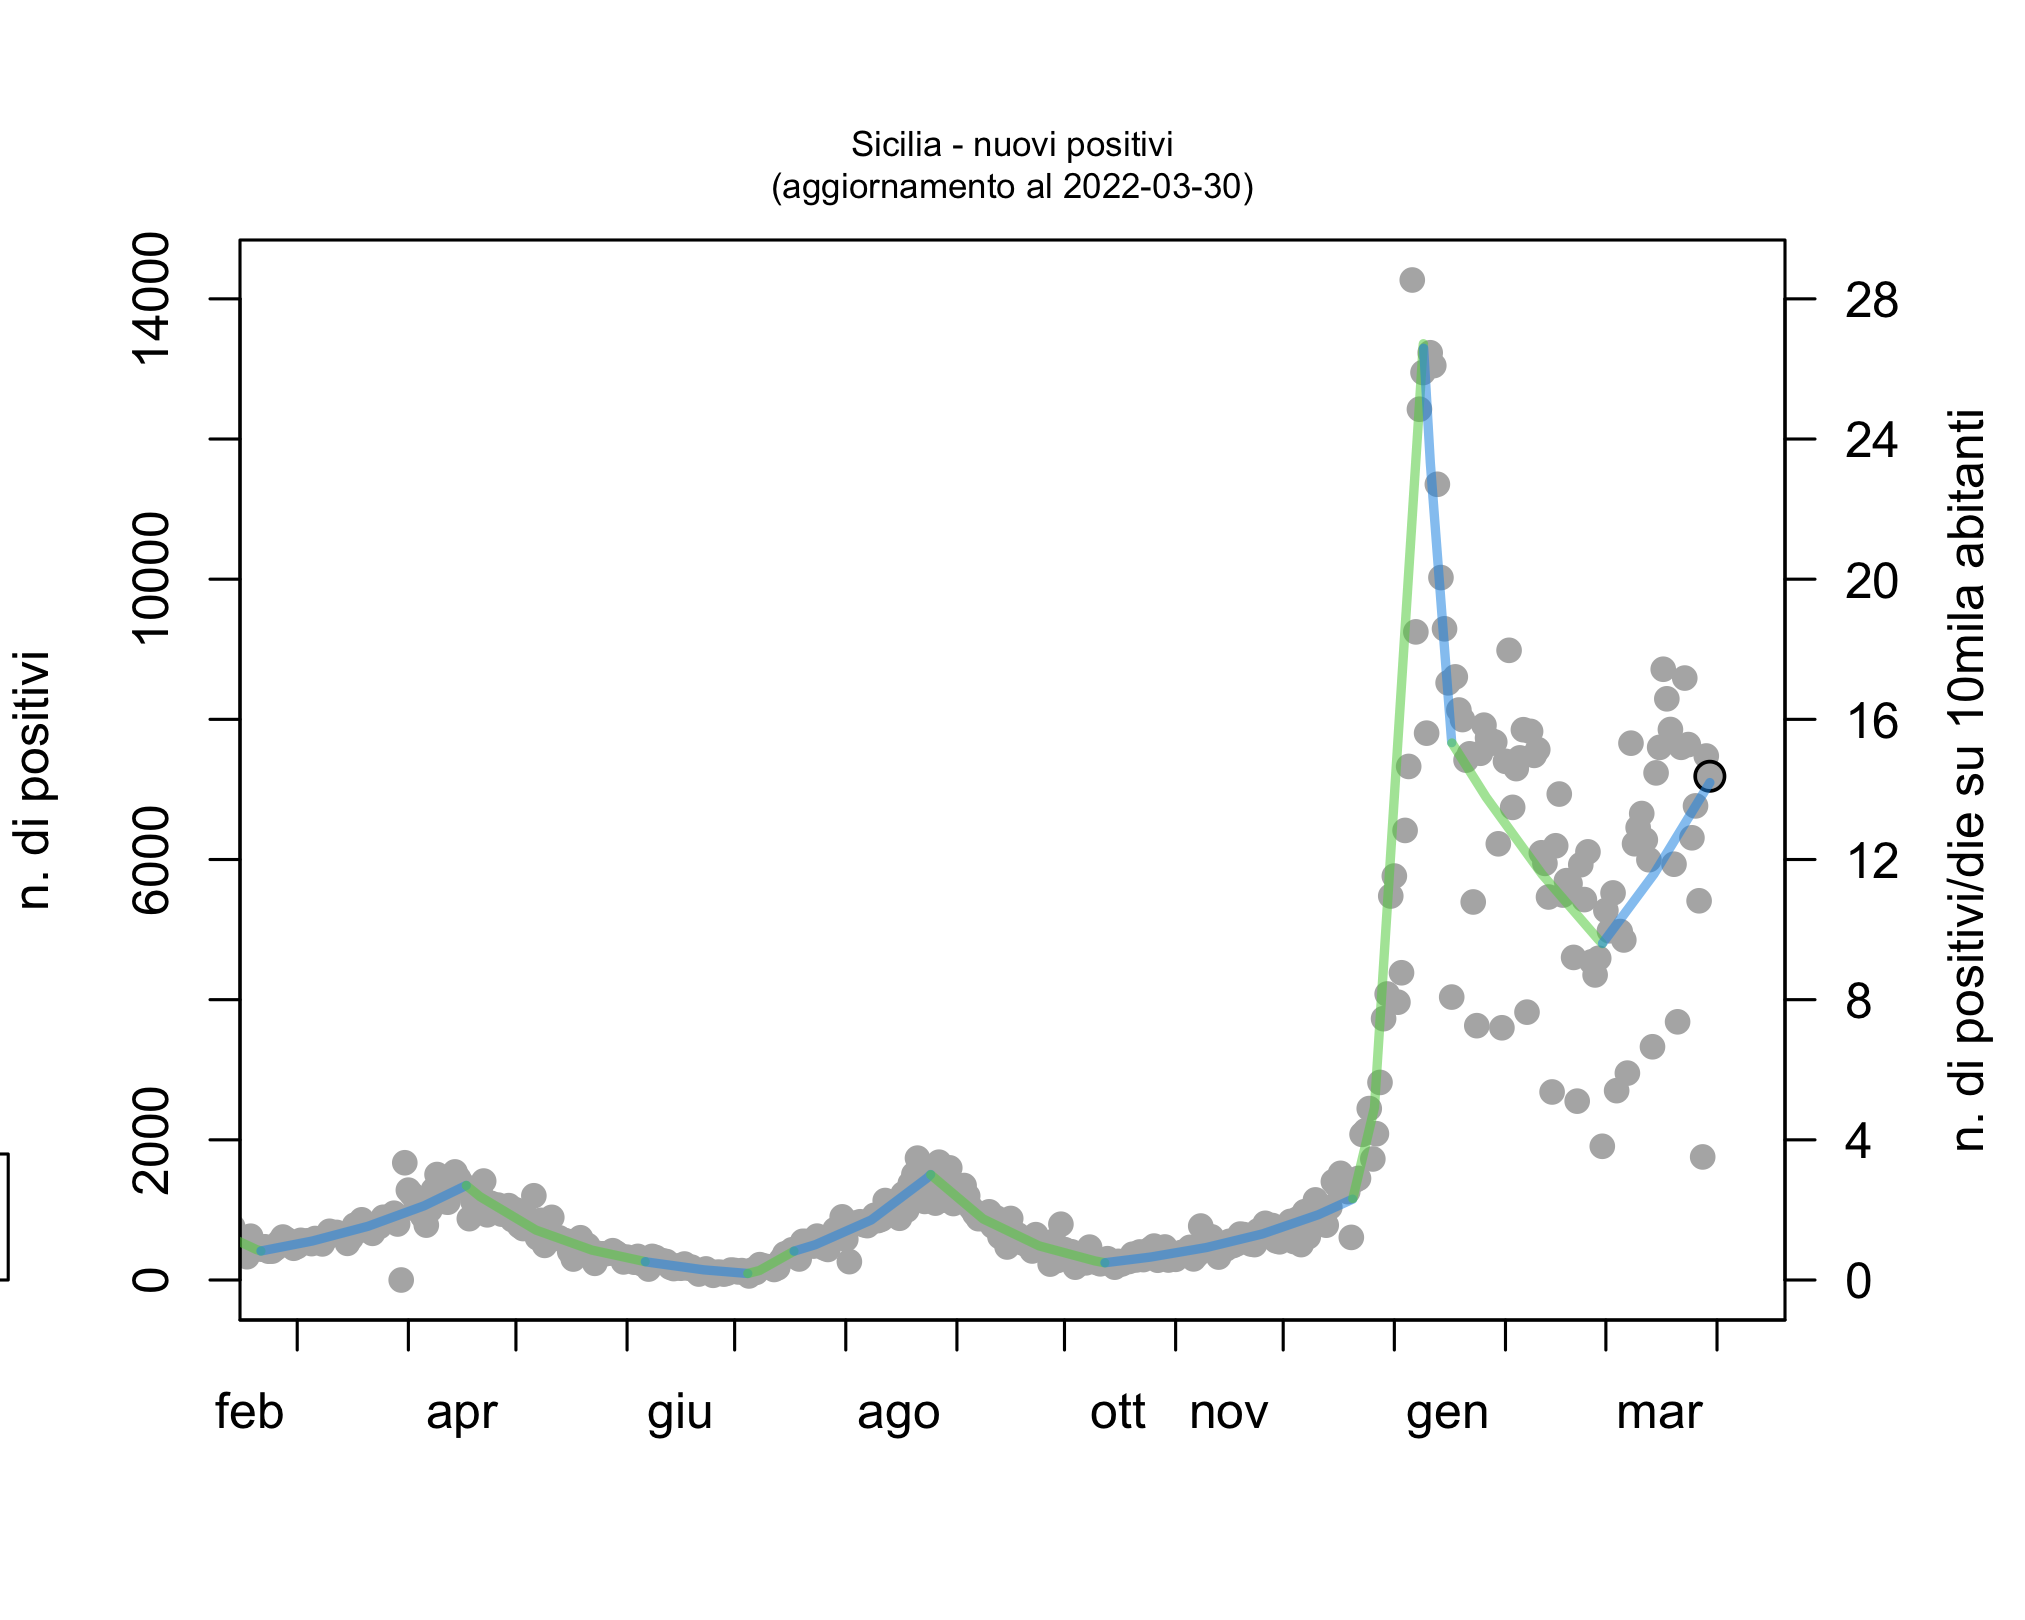 Sicilia - nuovi positivi
(aggiornamento al 2022-03-30)
n. di positivi
14000
10000
6000
2000
0
28
24
20
16
12
8
4
0
n. di positivi/die su 10mila abitanti
feb apr giu ago ott nov gen mar